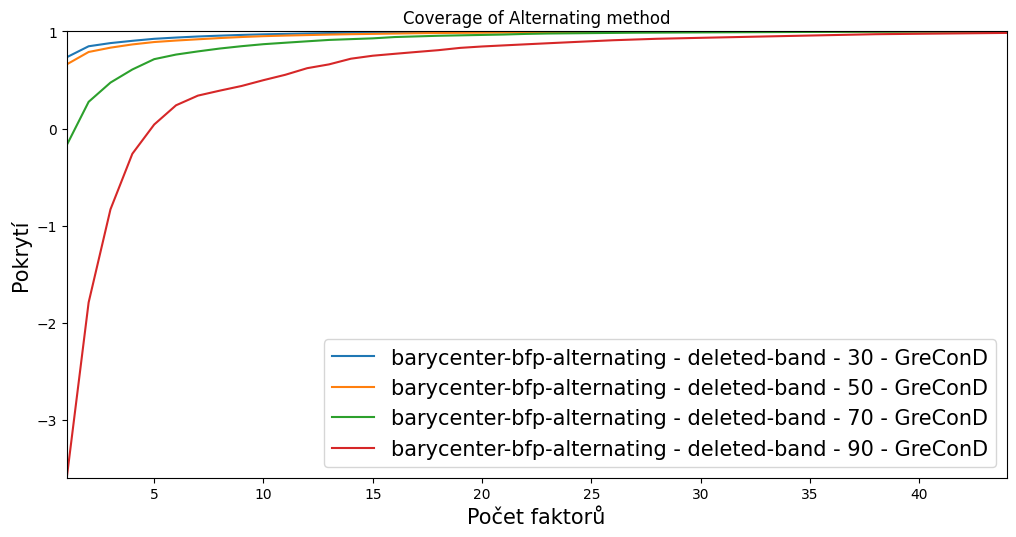 Coverage of Alternating method
Pokrytí
1
0
−1
−2
−3
barycenter-bfp-alternating - deleted-band - 30 - GreConD
barycenter-bfp-alternating - deleted-band - 50 - GreConD
barycenter-bfp-alternating - deleted-band - 70 - GreConD
barycenter-bfp-alternating - deleted-band - 90 - GreConD
5 10 15 20 25 30 35 40
Počet faktorů